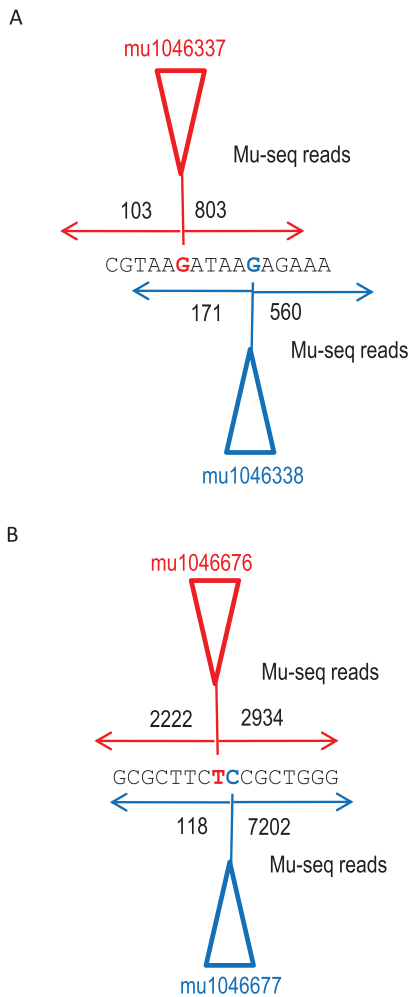 A
mu1046337
Mu-seq reads
103 803
CGTAAGATAAGAGAAA
171 560
Mu-seq reads
mu1046338
B
mu1046676
Mu-seq reads
2222 2934
GCGCTTCTCCGCTGGG
118 7202
Mu-seq reads
mu1046677